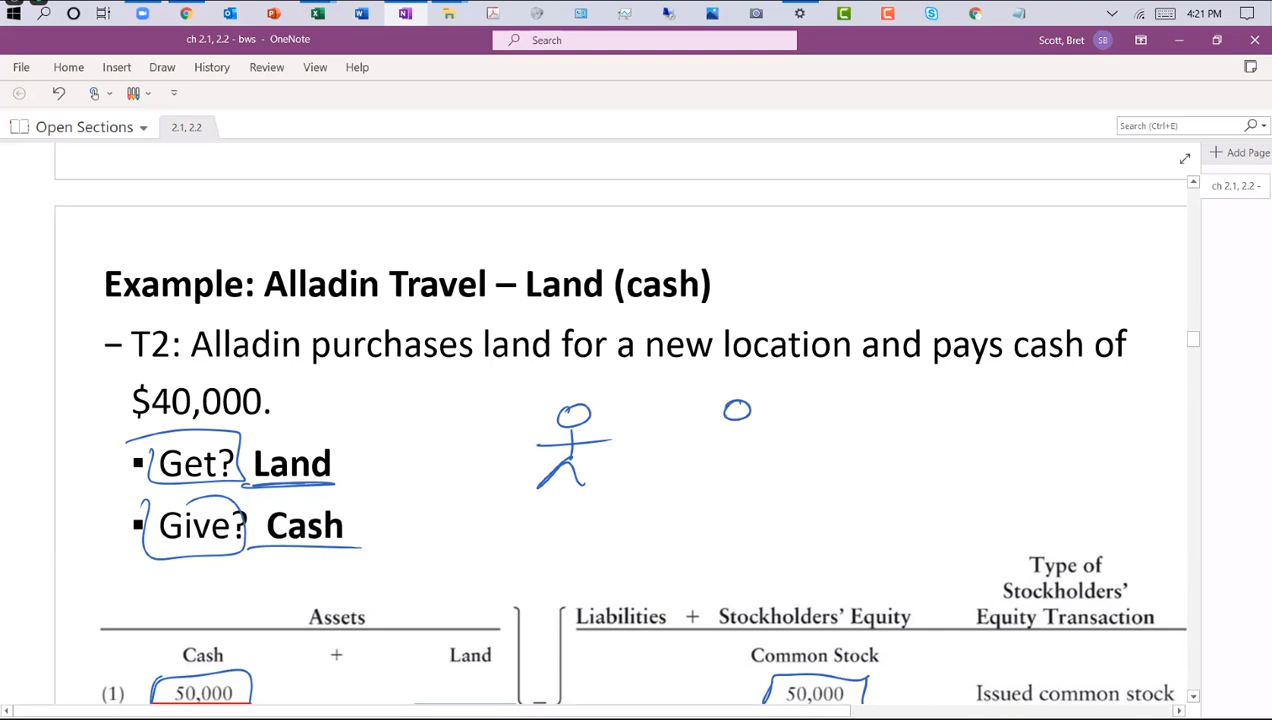 4:21 PM
ch 2.1, 2.2 - bws - OneNote
Search
Scott, Bret
SB
File Home Insert Draw History Review View Help
Open Sections
2.1, 2.2
Search (Ctrl+E)
+ Add Page
ch 2.1, 2.2 -
Example: Alladin Travel – Land (cash)
– T2: Alladin purchases land for a new location and pays cash of
$40,000.
▪ Get? Land
▪ Give? Cash
Type of
Stockholders'
Assets Liabilities + Stockholders' Equity Equity Transaction
Cash + Land Common Stock
(1) 50,000 50,000 Issued common stock